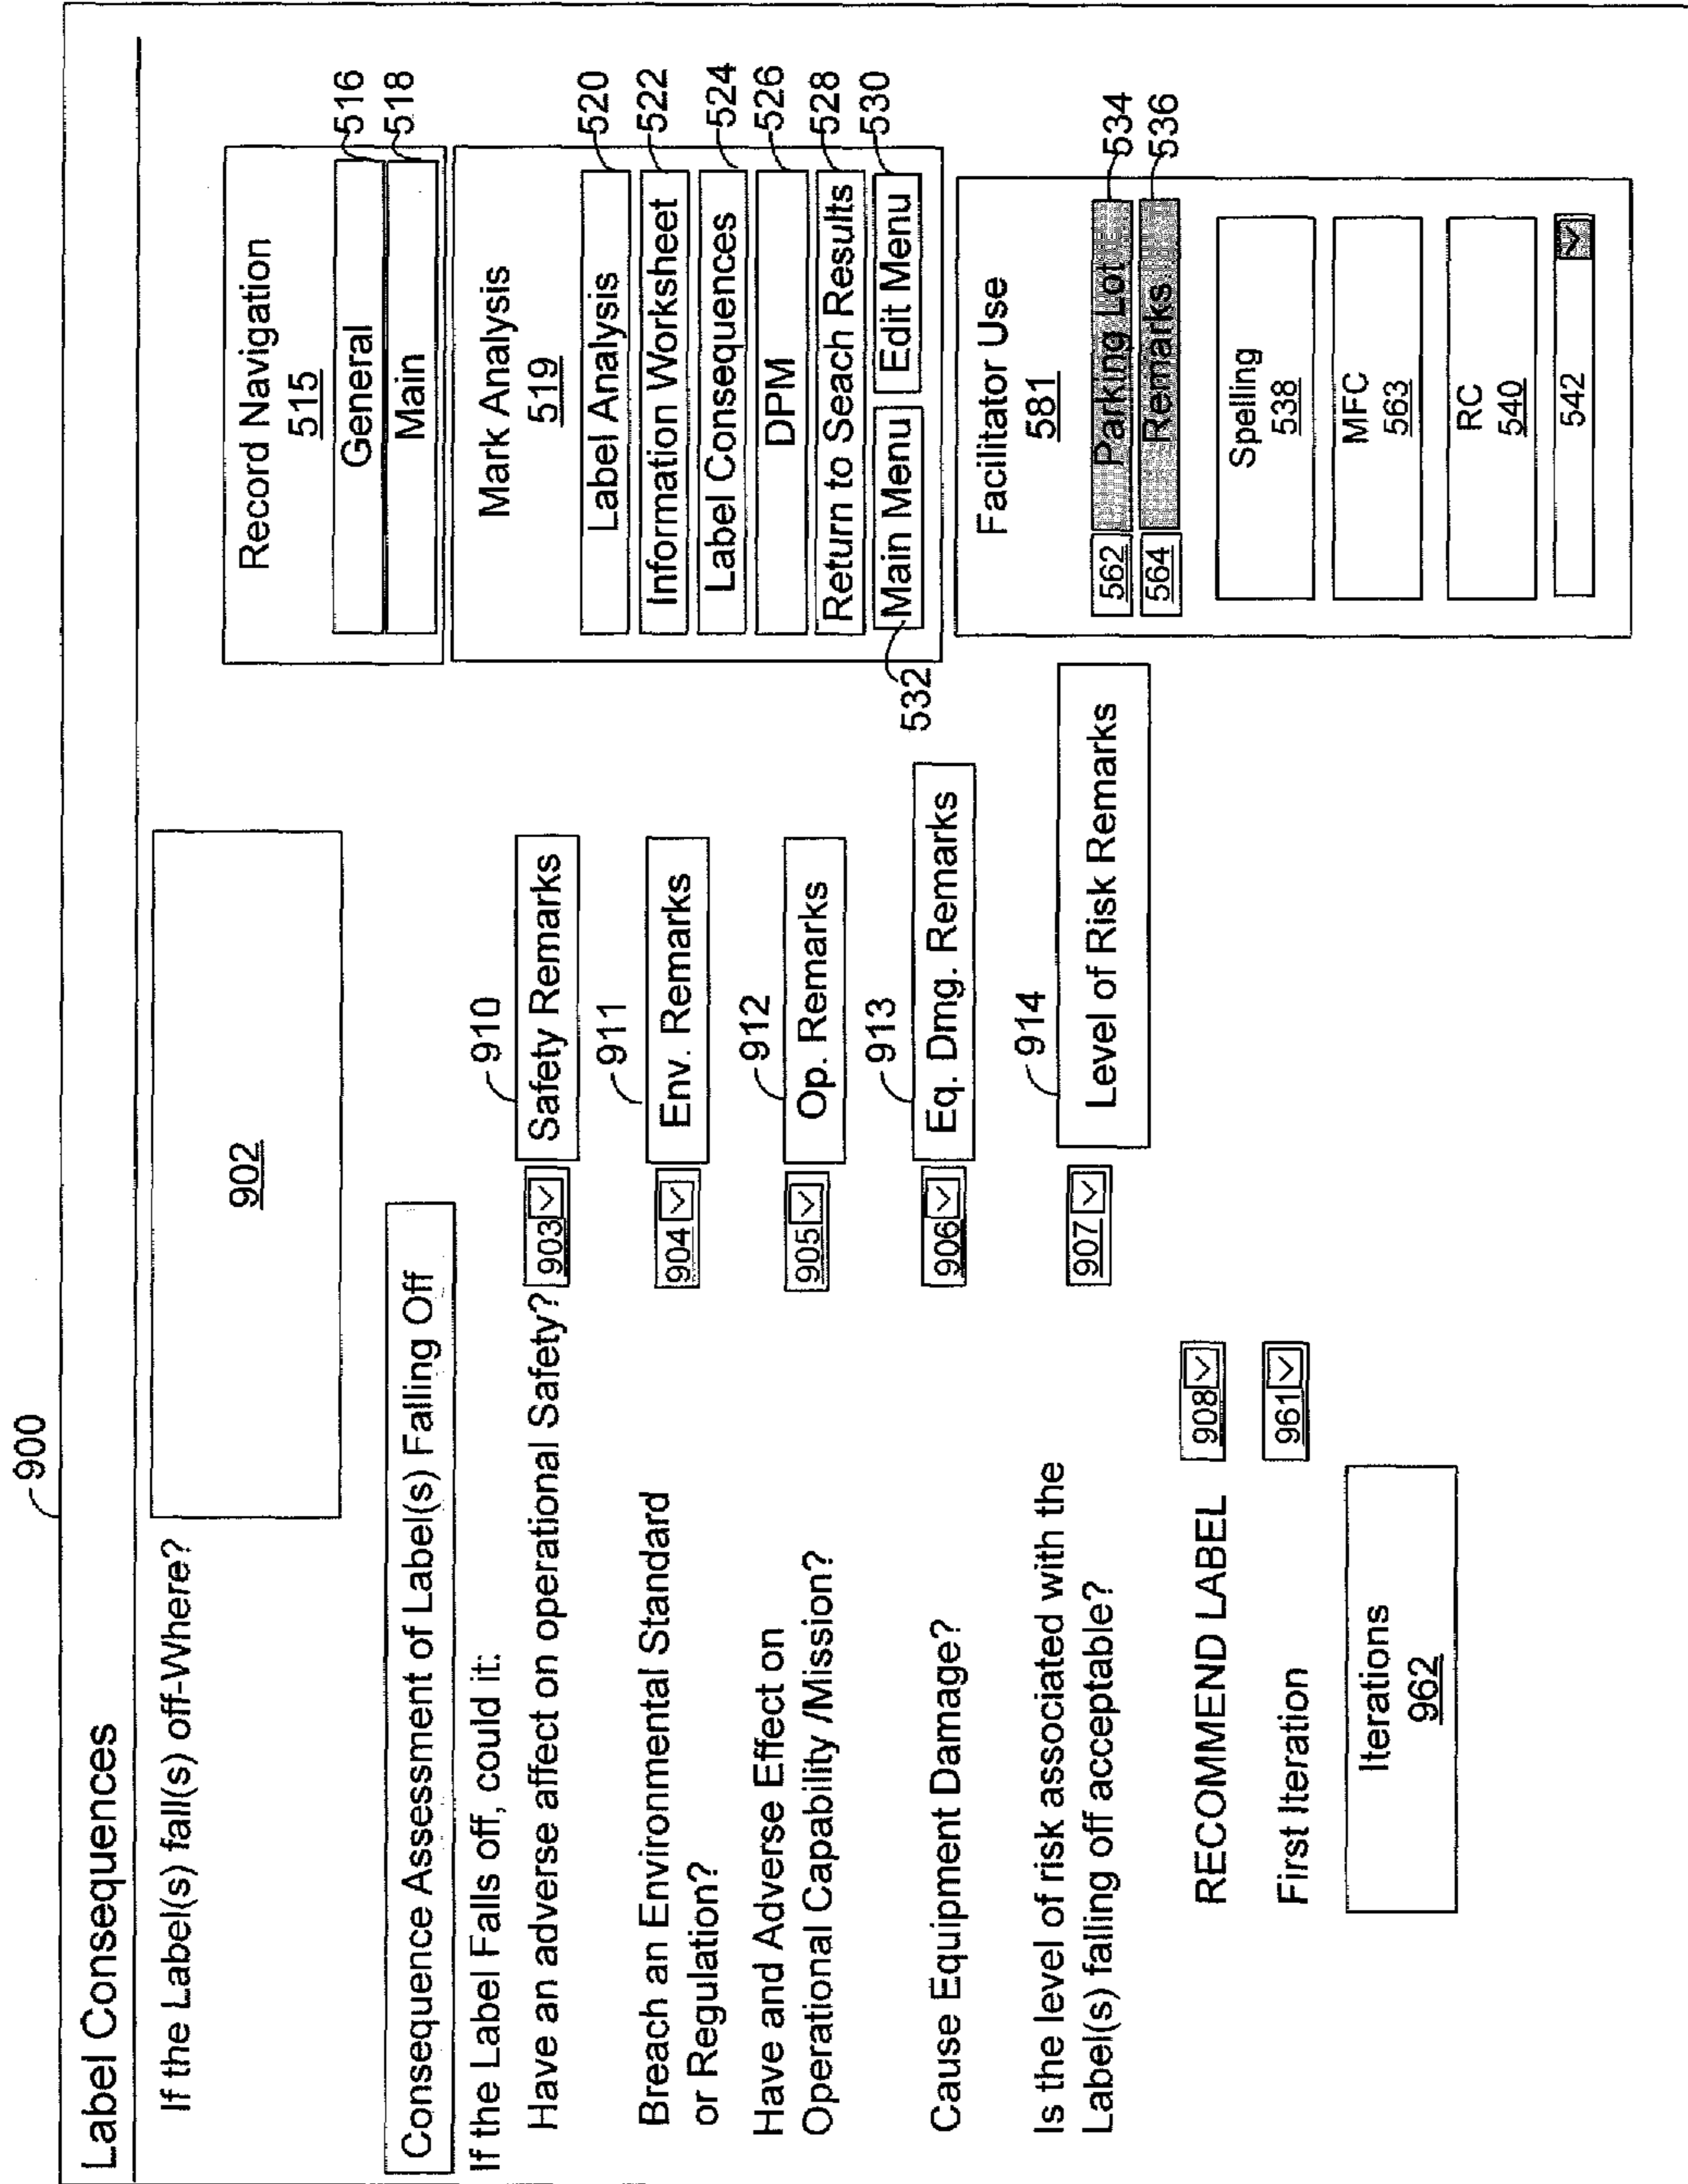 900
Label Consequences
If the Label(s) fall(s) off-Where?
902
Consequence Assessment of Label(s) Falling Off
If the Label Falls off, could it:
Have an adverse affect on operational Safety?
903
Safety Remarks
910
Breach an Environmental Standard
or Regulation?
904
Env. Remarks
911
Have and Adverse Effect on
Operational Capability /Mission?
905
Op. Remarks
912
Cause Equipment Damage?
906
Eq. Dmg. Remarks
913
Is the level of risk associated with the
Label(s) falling off acceptable?
907
Level of Risk Remarks
914
RECOMMEND LABEL
908
First Iteration
961
Iterations
962
Record Navigation
515
General
516
Main
518
Mark Analysis
519
Label Analysis
520
Information Worksheet
522
Label Consequences
524
DPM
526
Return to Seach Results
528
Main Menu
Edit Menu
530
532
Facilitator Use
581
562
Parking Lot
534
564
Remarks
536
Spelling
538
MFC
563
RC
540
542